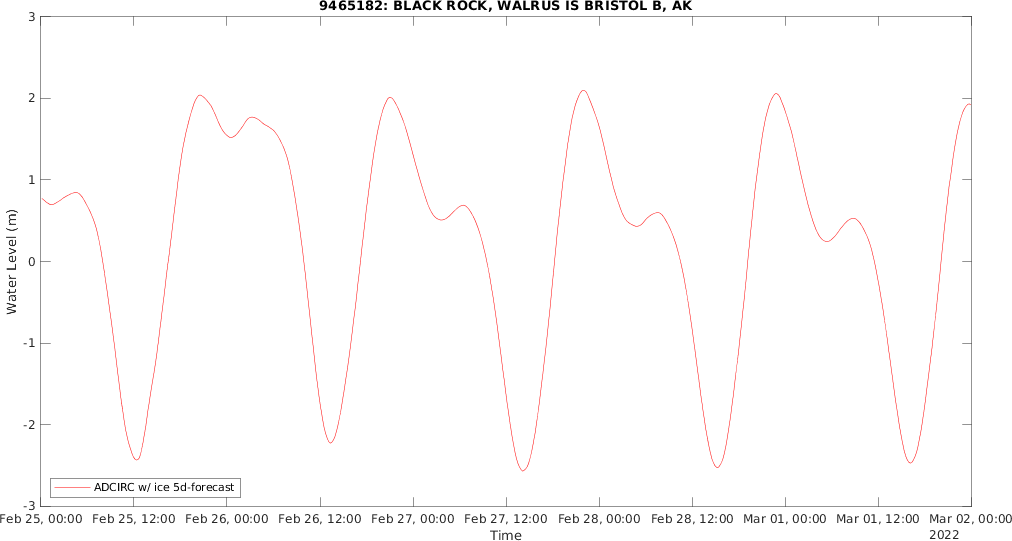 9465182: BLACK ROCK, WALRUS IS BRISTOL B, AK
3
2
1
0
-1
-2
-3
Water Level (m)
ADCIRC w/ ice 5d-forecast
Feb 25, 00:00 Feb 25, 12:00 Feb 26, 00:00 Feb 26, 12:00 Feb 27, 00:00 Feb 27, 12:00 Feb 28, 00:00 Feb 28, 12:00 Mar 01, 00:00 Mar 01, 12:00 Mar 02, 00:00
Time
2022